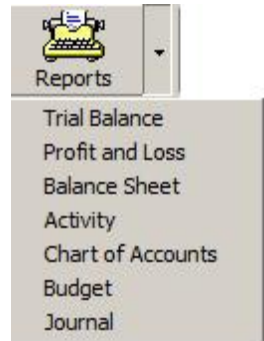 Reports
Trial Balance
Profit and Loss
Balance Sheet
Activity
Chart of Accounts
Budget
Journal